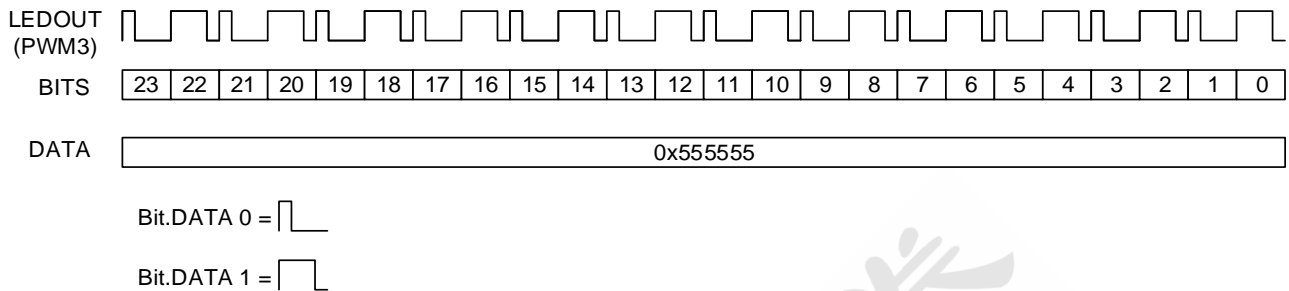 LEDOUT
(PWM3)
BITS 23 22 21 20 19 18 17 16 15 14 13 12 11 10 9 8 7 6 5 4 3 2 1 0
DATA 0x555555
Bit.DATA 0 =
Bit.DATA 1 =